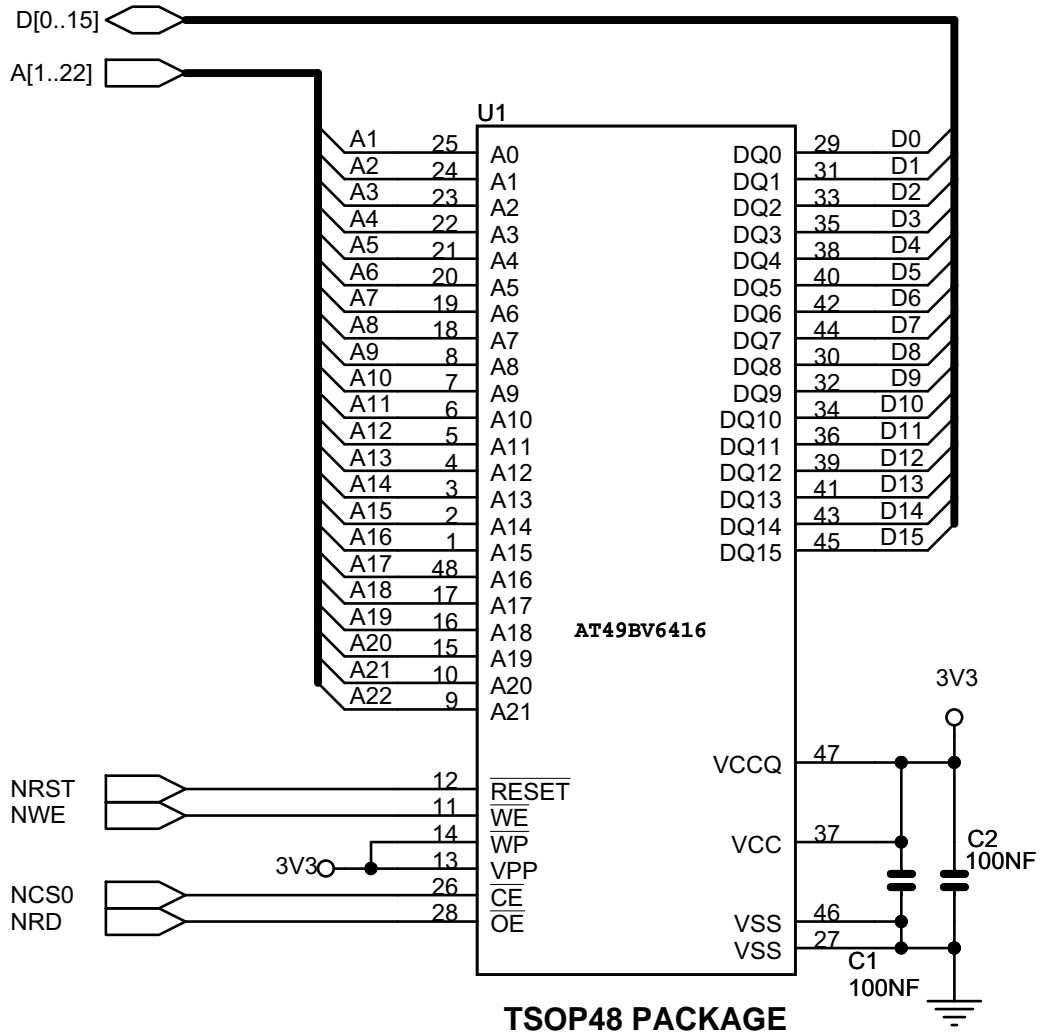 D[0..15]
A[1..22]
U1
A1 25 A0 DQ0 29 D0
A2 24 A1 DQ1 31 D1
A3 23 A2 DQ2 33 D2
A4 22 A3 DQ3 35 D3
A5 21 A4 DQ4 38 D4
A6 20 A5 DQ5 40 D5
A7 19 A6 DQ6 42 D6
A8 18 A7 DQ7 44 D7
A9 8 A8 DQ8 30 D8
A10 7 A9 DQ9 32 D9
A11 6 A10 DQ10 34 D10
A12 5 A11 DQ11 36 D11
A13 4 A12 DQ12 39 D12
A14 3 A13 DQ13 41 D13
A15 2 A14 DQ14 43 D14
A16 1 A15 DQ15 45 D15
A17 48 A16
A18 17 A17
A19 16 A18 AT49BV6416
A20 15 A19
A21 10 A20
A22 9 A21
3V3
VCCQ 47
NRST 12 RESET
NWE 11 WE
14 WP VCC 37 C2
100NF
3V3 13 VPP
NCS0 26 CE
NRD 28 OE VSS 46
VSS 27 C1
100NF
TSOP48 PACKAGE